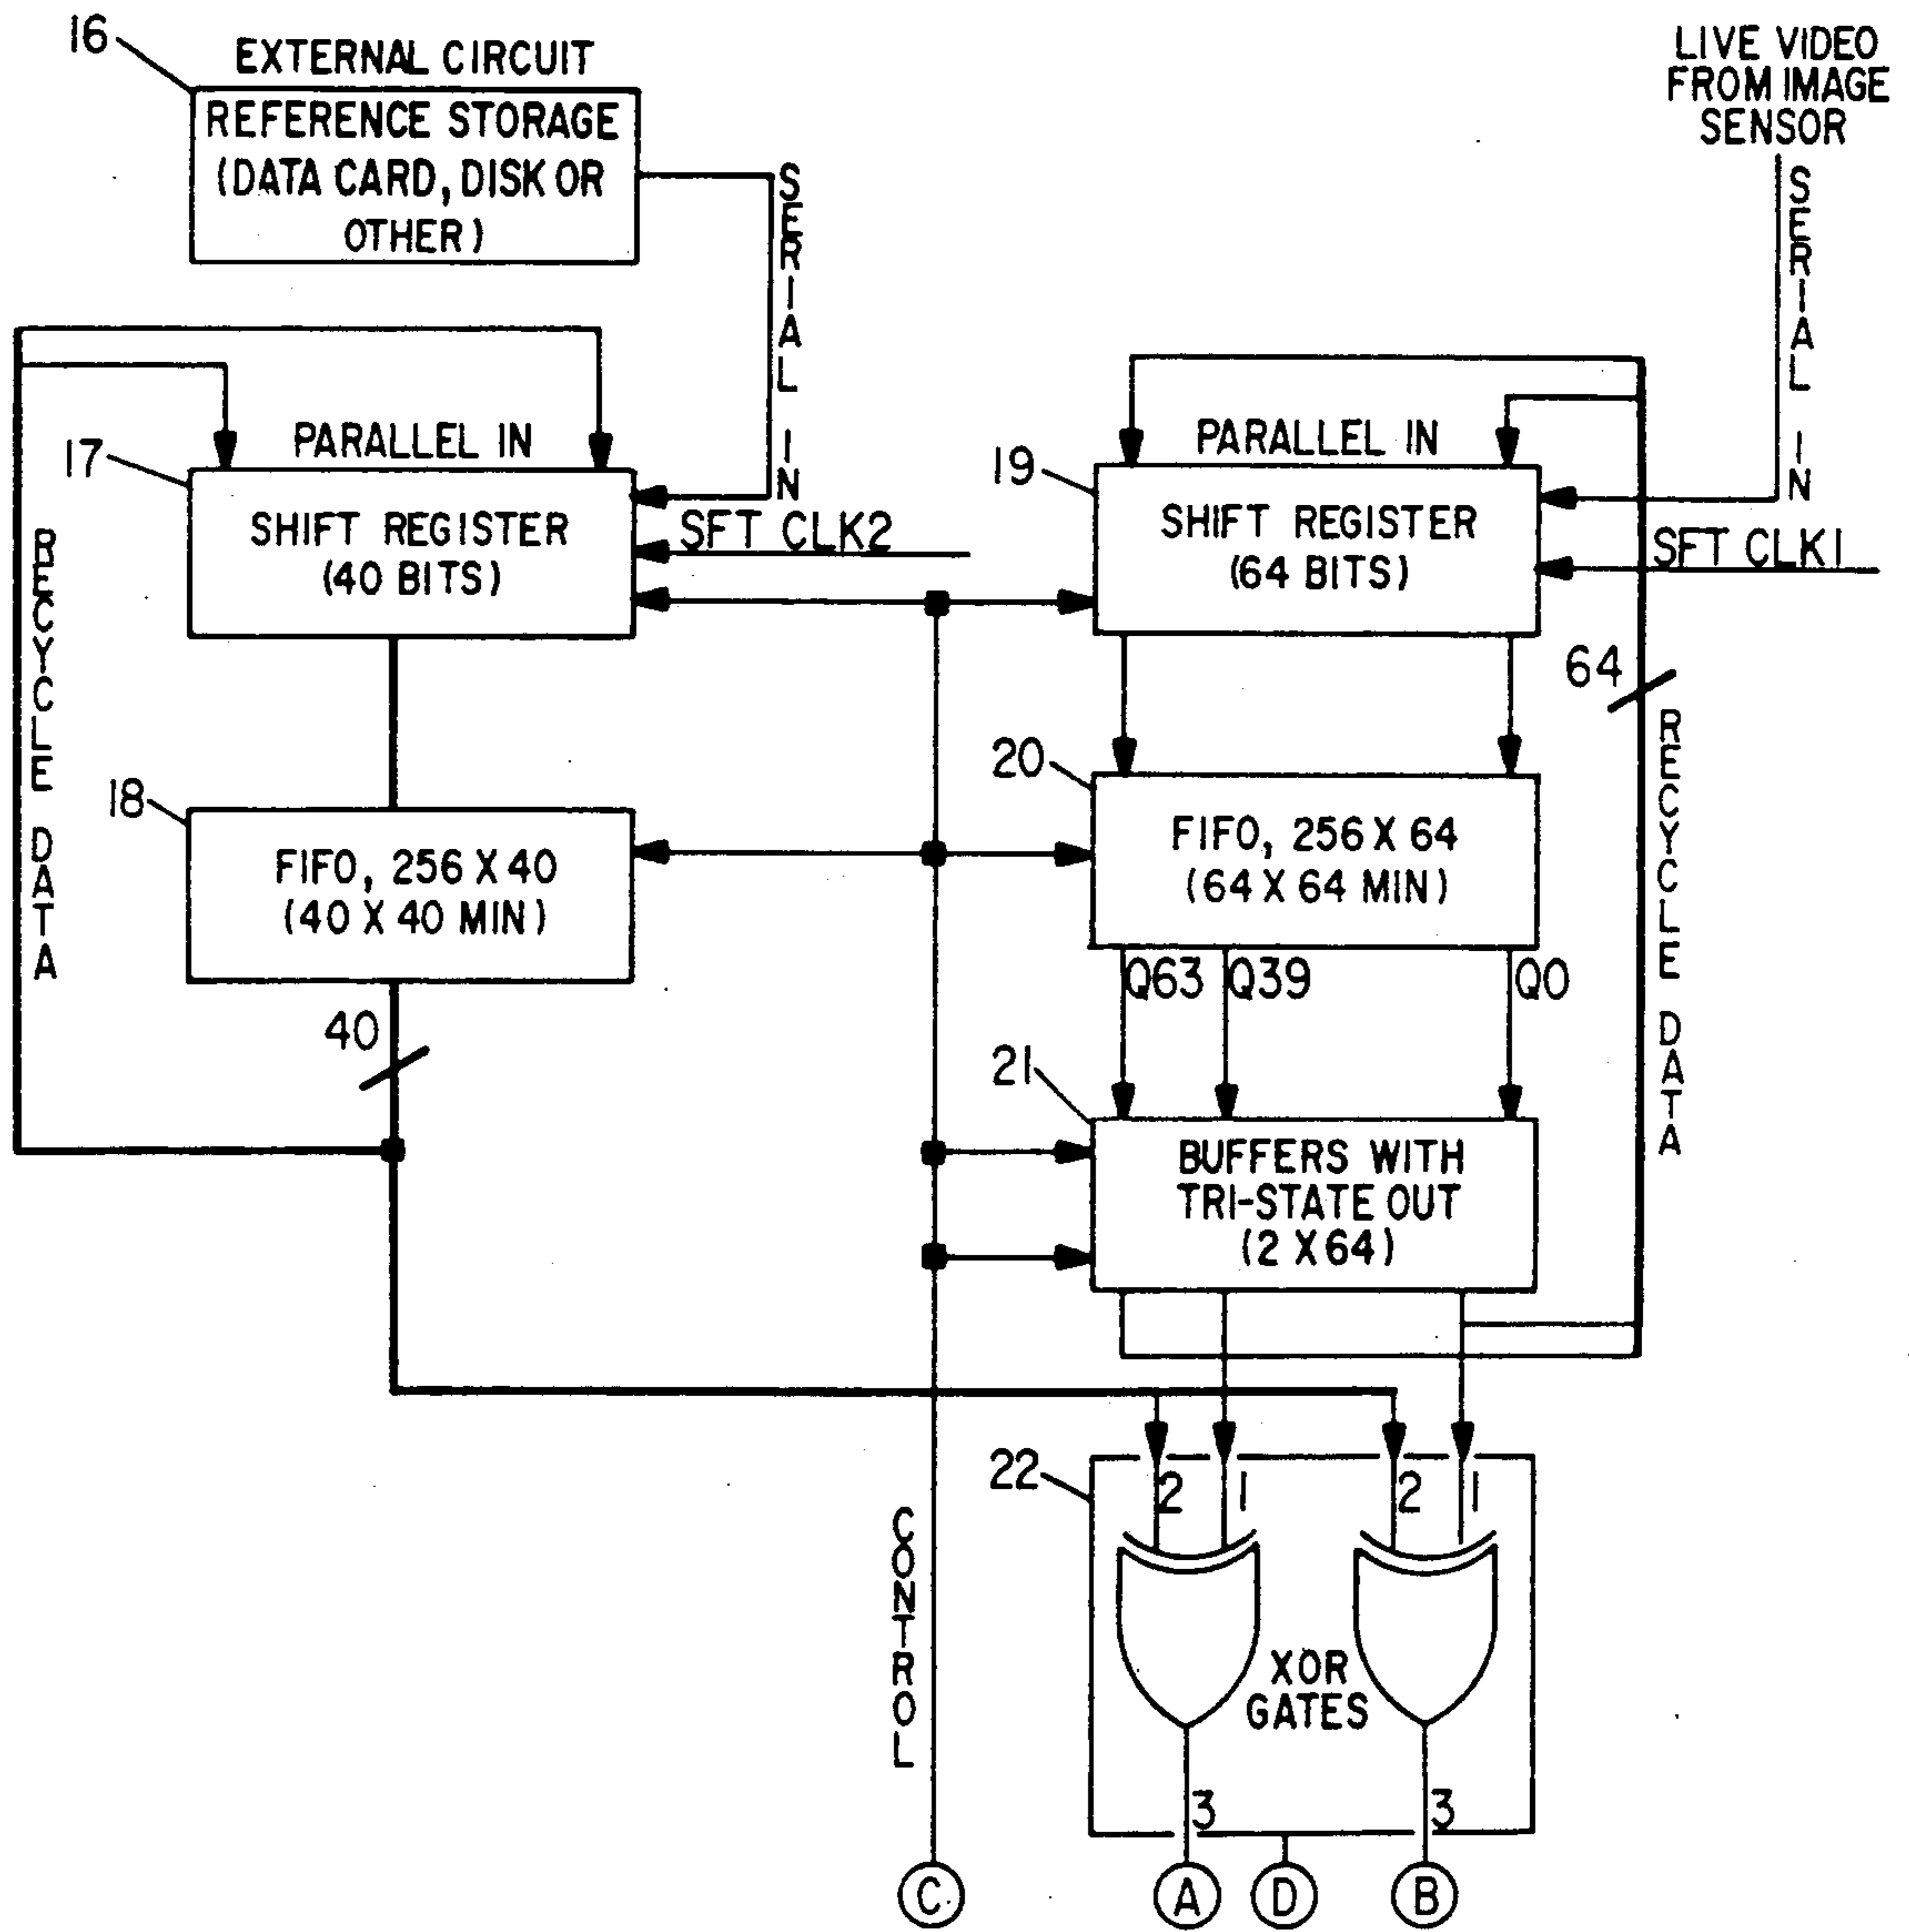 16
EXTERNAL CIRCUIT
REFERENCE STORAGE
(DATA CARD, DISK OR
OTHER)
SERIAL IN
LIVE VIDEO
FROM IMAGE
SENSOR
SERIAL IN
17
PARALLEL IN
SHIFT REGISTER
(40 BITS)
SFT CLK2
19
PARALLEL IN
SHIFT REGISTER
(64 BITS)
SFT CLK1
RECYCLE DATA
64
RECYCLE DATA
18
FIFO, 256 X 40
(40 X 40 MIN)
20
FIFO, 256 X 64
(64 X 64 MIN)
Q63 Q39 Q0
40
21
BUFFERS WITH
TRI-STATE OUT
(2 X 64)
22
2 1 2 1
CONTROL
XOR
GATES
3 3
C A D B